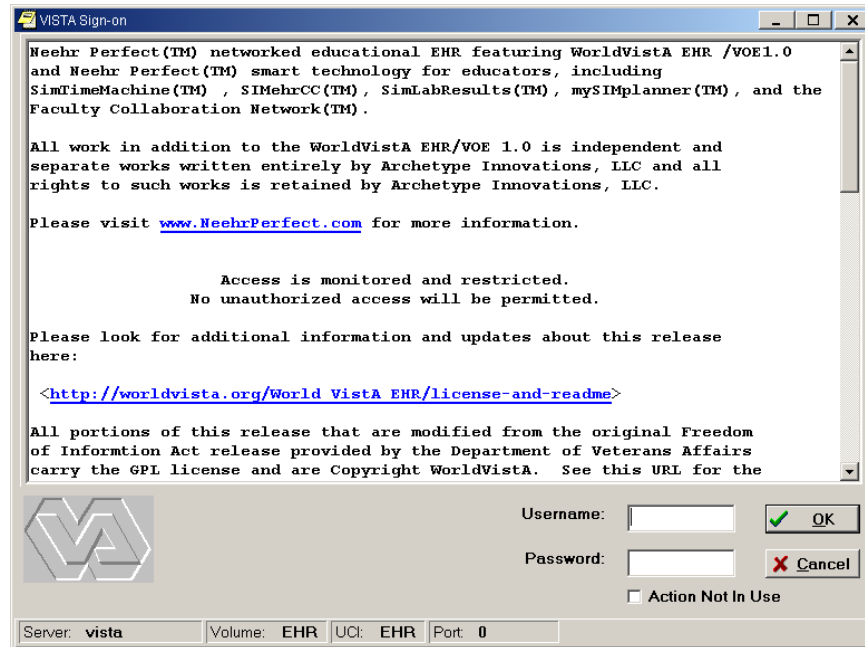 VISTA Sign-on
Neehr Perfect(TM) networked educational EHR featuring WorldVistA EHR /VOE1.0
and Neehr Perfect(TM) smart technology for educators, including
SimTimeMachine(TM) , SIMehrCC(TM), SimLabResults(TM), mySIMplanner(TM), and the
Faculty Collaboration Network(TM).
All work in addition to the WorldVistA EHR/VOE 1.0 is independent and
separate works written entirely by Archetype Innovations, LLC and all
rights to such works is retained by Archetype Innovations, LLC.
Please visit www.NeehrPerfect.com for more information.
Access is monitored and restricted.
No unauthorized access will be permitted.
Please look for additional information and updates about this release
here:
<http://worldvista.org/World VistA EHR/license-and-readme>
All portions of this release that are modified from the original Freedom
of Informtion Act release provided by the Department of Veterans Affairs
carry the GPL license and are Copyright WorldVistA.  See this URL for the
Username:
OK
Password:
Cancel
Action Not In Use
Server: vista Volume: EHR UCI: EHR Port: 0